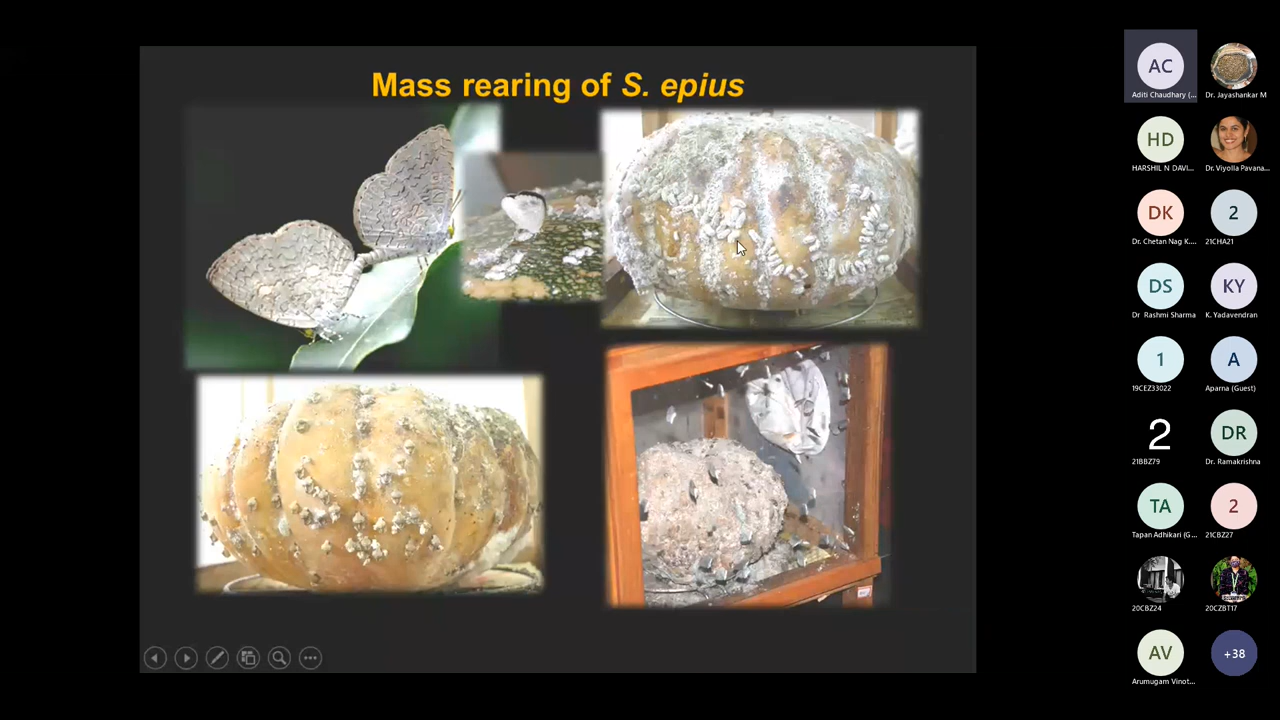 Mass rearing of S. epius
AC
Aditi Chaudhary (...
Dr. Jayashankar M
HD
HARSHIL N DAVI...
Dr. Viyolla Pavana...
DK
Dr. Chetan Nag K....
2
21CHA21
DS
Dr Rashmi Sharma
KY
K. Yadavendran
1
19CEZ33022
A
Aparna (Guest)
2
21BBZ79
DR
Dr. Ramakrishna
TA
Tapan Adhikari (G...
2
21CBZ27
20CBZ24
20CZBT17
AV
Arumugam Vinot...
+38